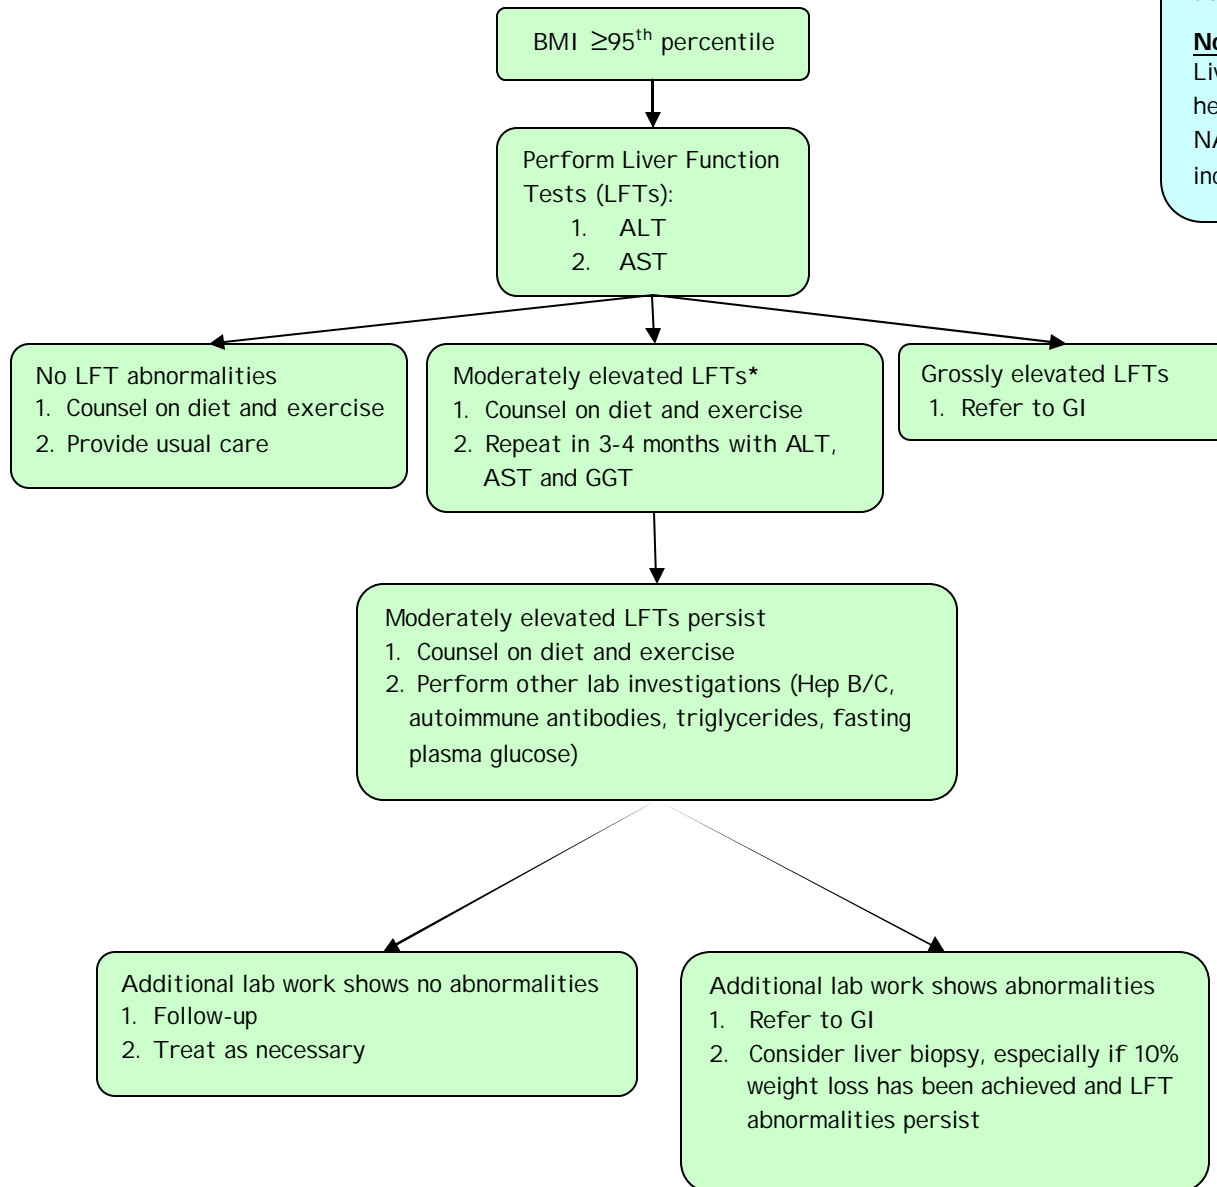 BMI ≥95th percentile
Perform Liver Function
Tests (LFTs):
1. ALT
2. AST
No LFT abnormalities
1. Counsel on diet and exercise
2. Provide usual care
Moderately elevated LFTs*
1. Counsel on diet and exercise
2. Repeat in 3-4 months with ALT,
AST and GGT
Grossly elevated LFTs
1. Refer to GI
Moderately elevated LFTs persist
1. Counsel on diet and exercise
2. Perform other lab investigations (Hep B/C,
autoimmune antibodies, triglycerides, fasting
plasma glucose)
Additional lab work shows no abnormalities
1. Follow-up
2. Treat as necessary
Additional lab work shows abnormalities
1. Refer to GI
2. Consider liver biopsy, especially if 10%
weight loss has been achieved and LFT
abnormalities persist